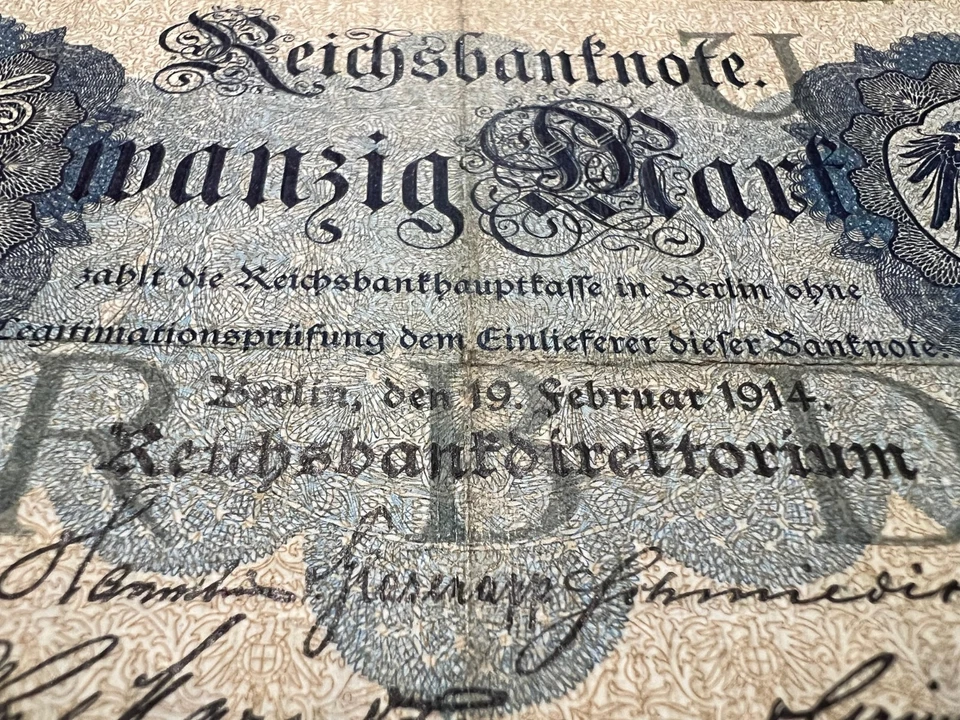 Reichsbanknote.
U
wanzig Mark
zahlt die Reichsbankhauptkasse in Berlin ohne
Legitimationsprüfung dem Einlieferer dieser Banknote.
Berlin, den 19. Februar 1914.
R B D
Reichsbankdirektorium